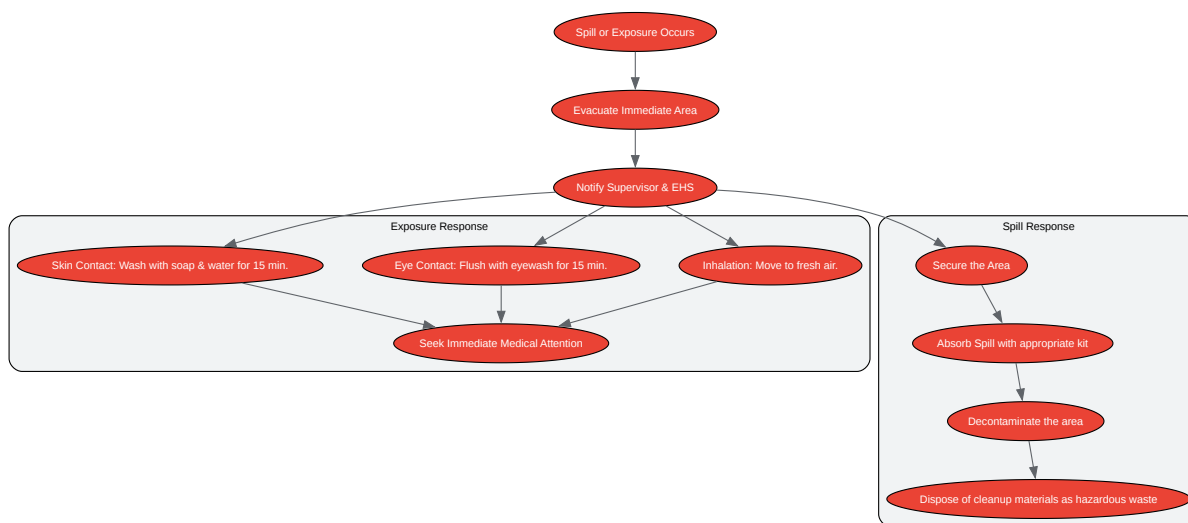 Spill or Exposure Occurs
Evacuate Immediate Area
Notify Supervisor & EHS
Exposure Response
Skin Contact: Wash with soap & water for 15 min.
Eye Contact: Flush with eyewash for 15 min.
Inhalation: Move to fresh air.
Seek Immediate Medical Attention
Spill Response
Secure the Area
Absorb Spill with appropriate kit
Decontaminate the area
Dispose of cleanup materials as hazardous waste